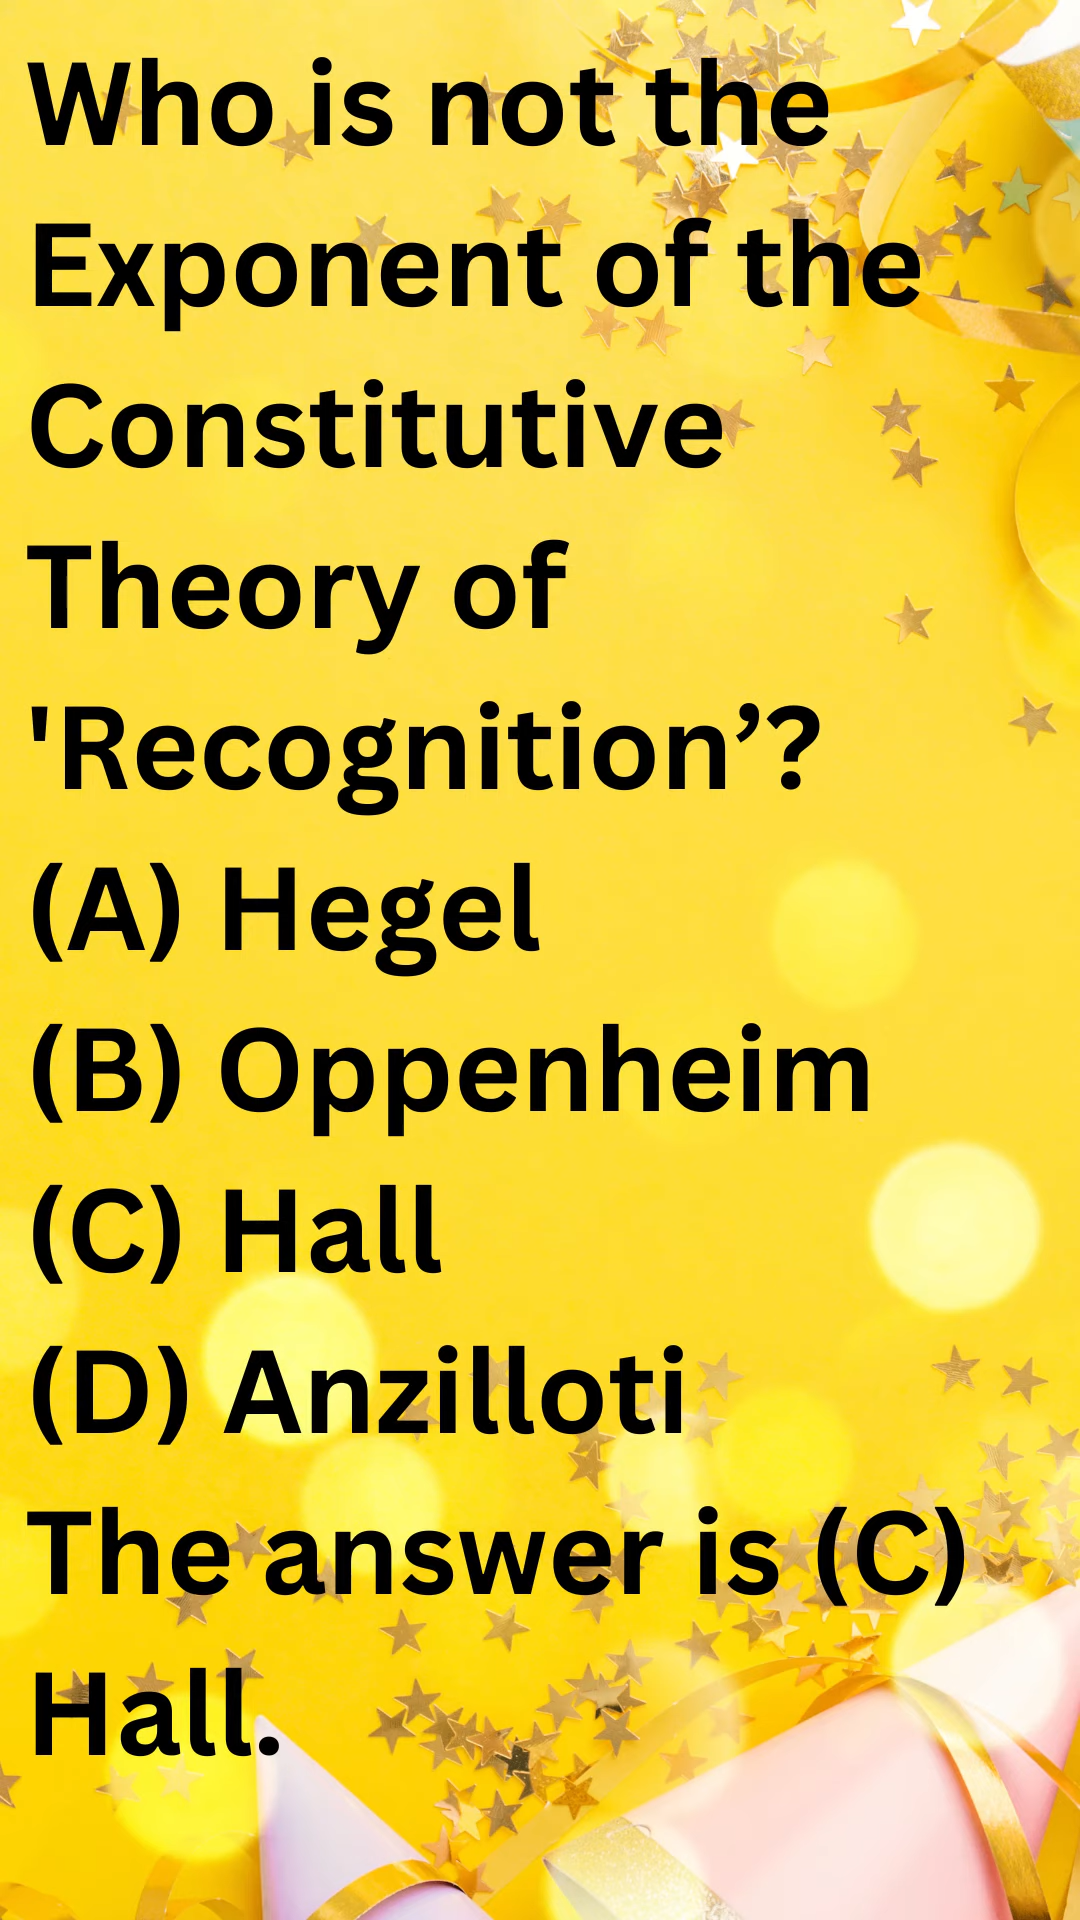 Who is not the
Exponent of the
Constitutive
Theory of
'Recognition’?
(A) Hegel
(B) Oppenheim
(C) Hall
(D) Anzilloti
The answer is (C)
Hall.